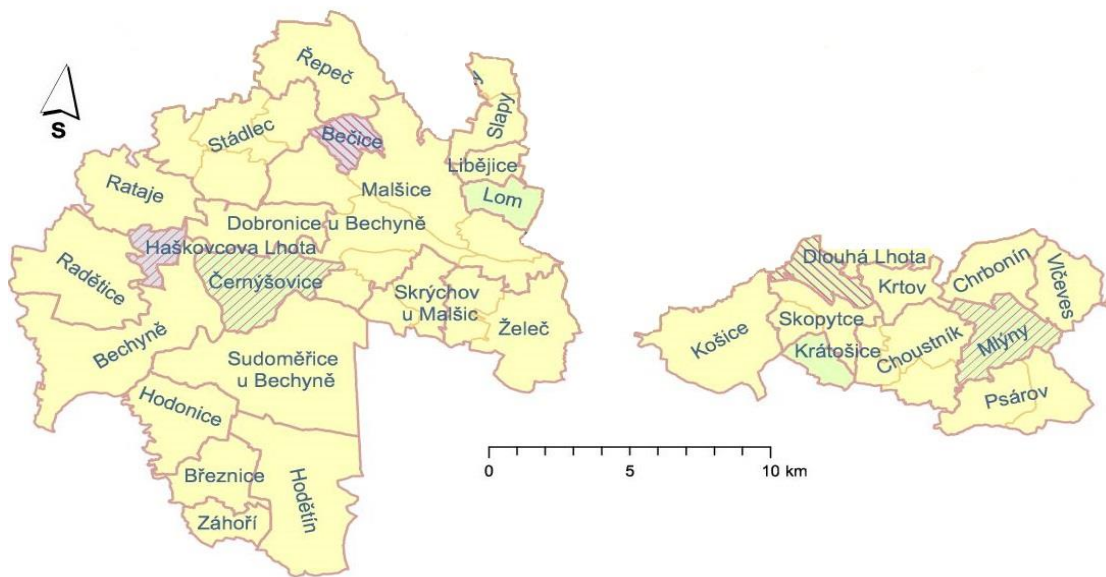 Řepeč
Slapy
Stádlec
Bečice
Libějice
Malšice
Rataje
Lom
Dobronice u Bechyně
Haškovcova Lhota
Radětice
Černýšovice
Skrýchov
u Malšic
Želeč
Bechyně
Sudoměřice
u Bechyně
Hodonice
Březnice
Hodětín
Záhoří
S
Dlouhá Lhota
Chrbonín
Vlčeves
Krtov
Košice
Skopytce
Krátošice
Choustník
Mlýny
Psárov
0 5 10 km